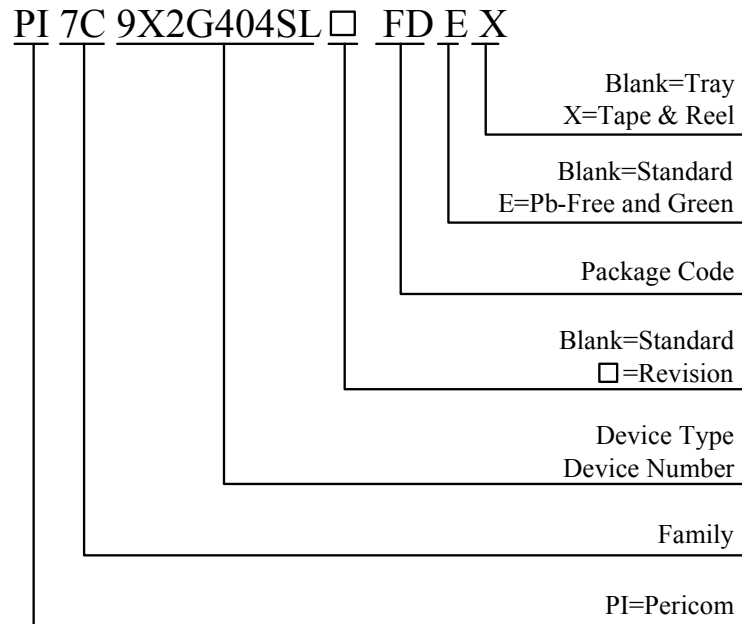 PI 7C 9X2G404SL□ FD E X
Blank=Tray
X=Tape & Reel
Blank=Standard
E=Pb-Free and Green
Package Code
Blank=Standard
□=Revision
Device Type
Device Number
Family
PI=Pericom